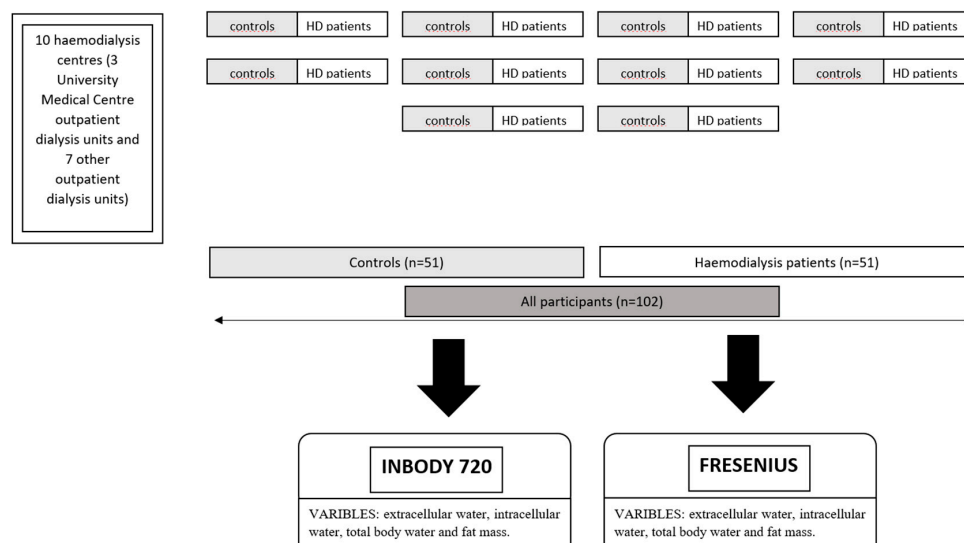 10 haemodialysis
centres (3
University
Medical Centre
outpatient
dialysis units and
7 other
outpatient
dialysis units)
controls HD patients controls HD patients controls HD patients controls HD patients
controls HD patients controls HD patients controls HD patients controls HD patients
controls HD patients controls HD patients
Controls (n=51) Haemodialysis patients (n=51)
All participants (n=102)
INBODY 720
VARIBLES: extracellular water, intracellular
water, total body water and fat mass.
FRESENIUS
VARIBLES: extracellular water, intracellular
water, total body water and fat mass.